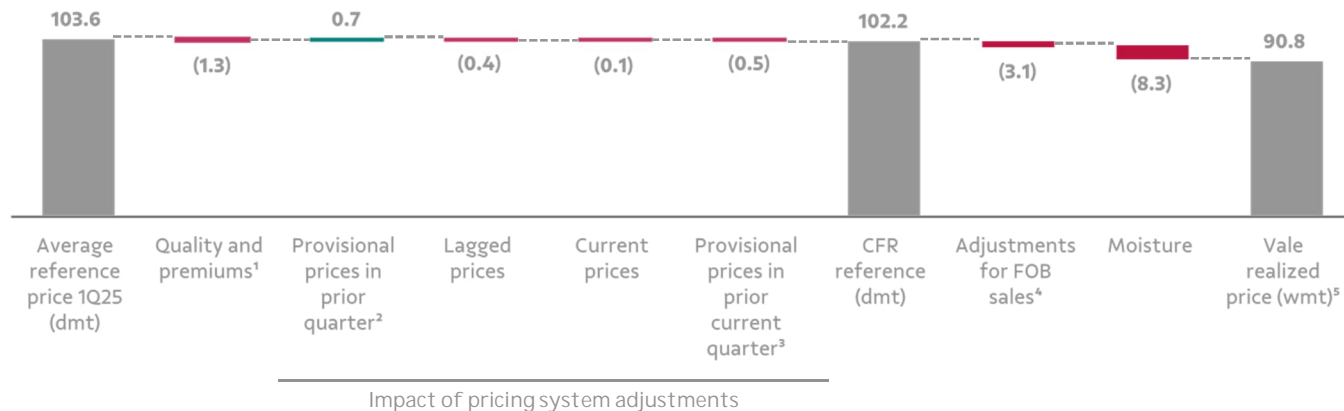 103.6
0.7
102.2
90.8
(1.3)
(0.4)
(0.1)
(0.5)
(3.1)
(8.3)
Average
reference
price 1Q25
(dmt)
Quality and
premiums¹
Provisional
prices in
prior
quarter²
Lagged
prices
Current
prices
Provisional
prices in
prior
current
quarter³
CFR
reference
(dmt)
Adjustments
for FOB
sales⁴
Moisture
Vale
realized
price (wmt)⁵
Impact of pricing system adjustments